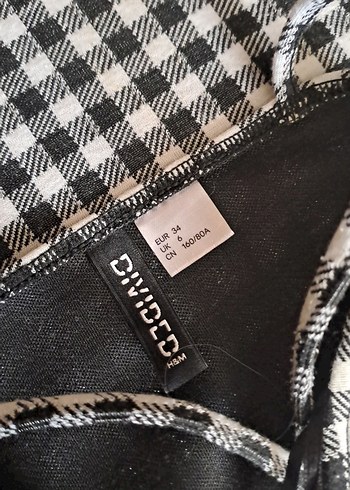 EUR 34
UK 6
CN 160/80A
DIVIDED
H&M